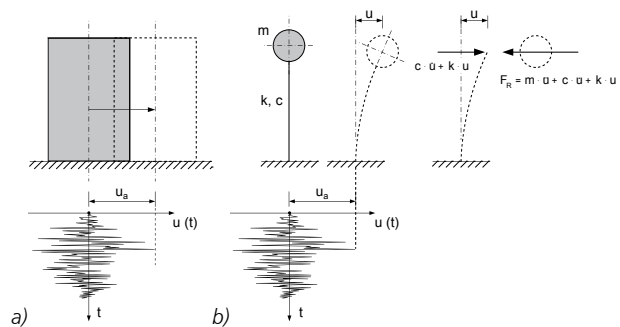 u
u
m
c · u + k · u
k, c
F_R = m · u + c · u + k · u
u_a
u_a
u (t)
u (t)
a)
t
b)
t